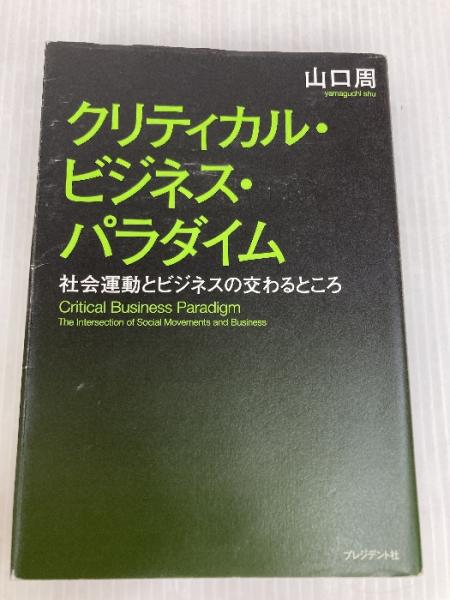 山口周
yamaguchi shu
クリティカル・
ビジネス・
パラダイム
社会運動とビジネスの交わるところ
Critical Business Paradigm
The Intersection of Social Movements and Business
プレジデント社